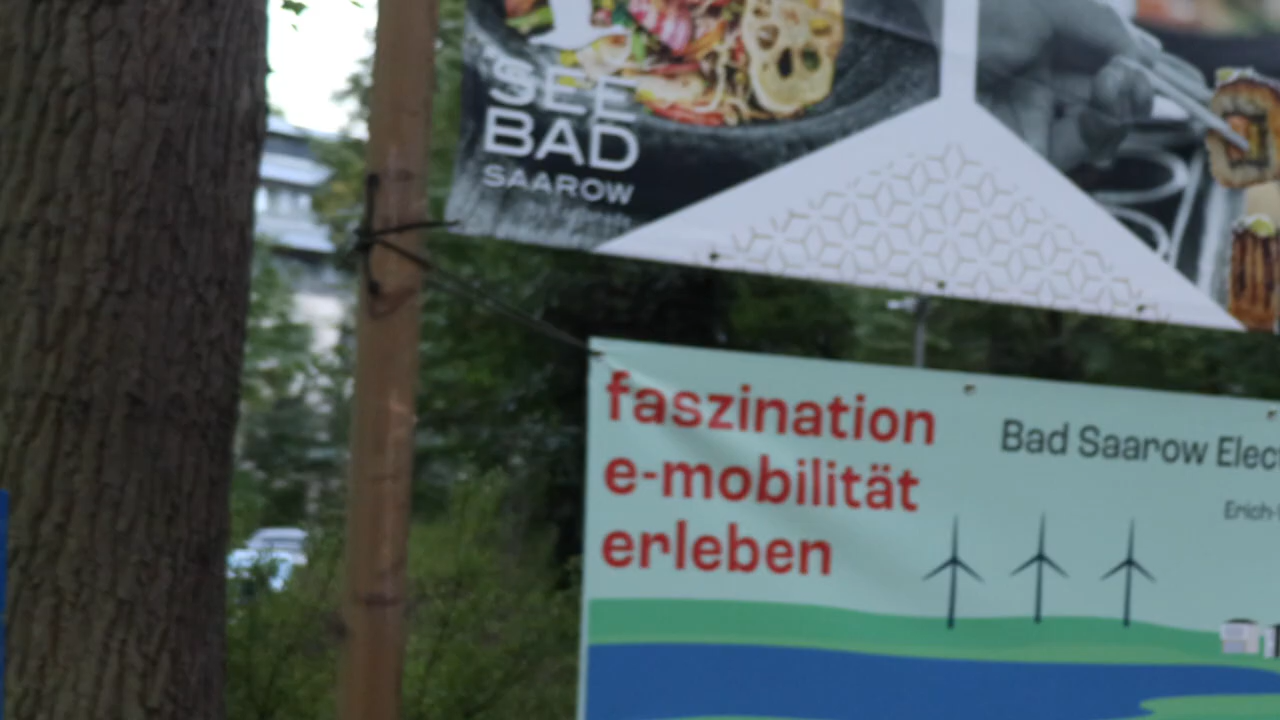 SEE
BAD
SAAROW
faszination
e-mobilität
erleben
Bad Saarow Elec
Erich-